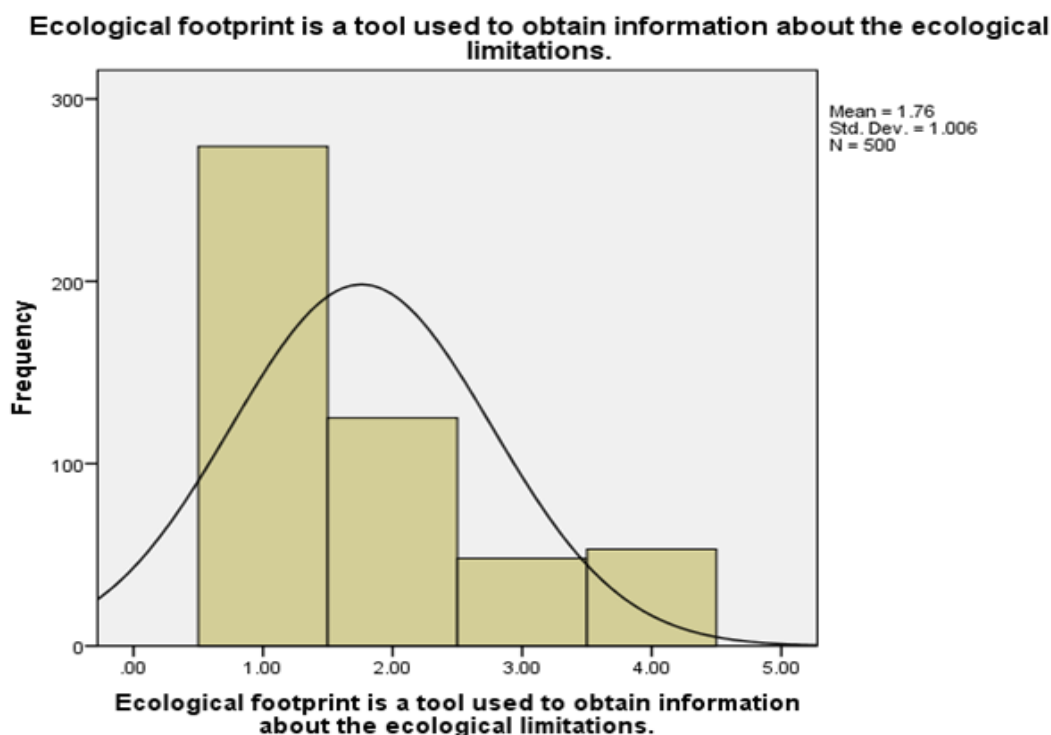 Ecological footprint is a tool used to obtain information about the ecological
limitations.
Mean = 1.76
Std. Dev. = 1.006
N = 500
300
200
100
0
Frequency
.00 1.00 2.00 3.00 4.00 5.00
Ecological footprint is a tool used to obtain information
about the ecological limitations.